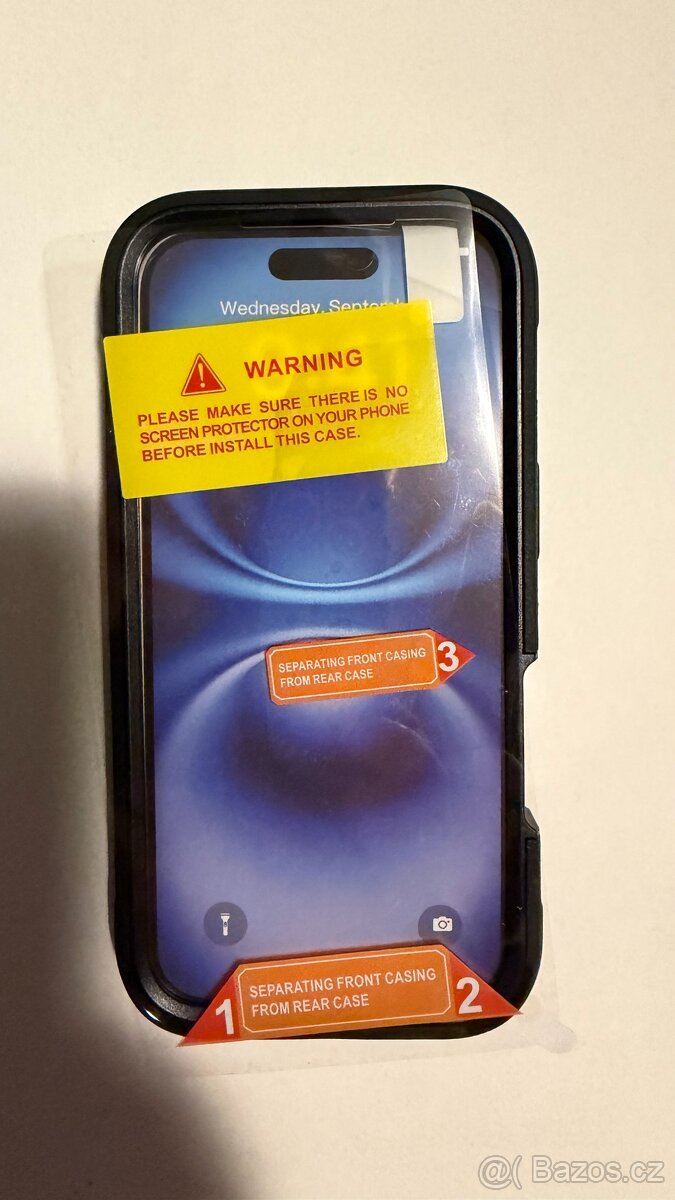 Wednesday, Septemb
WARNING
PLEASE MAKE SURE THERE IS NO
SCREEN PROTECTOR ON YOUR PHONE
BEFORE INSTALL THIS CASE.
SEPARATING FRONT CASING
FROM REAR CASE
3
1
SEPARATING FRONT CASING
FROM REAR CASE
2
@( Bazos.cz